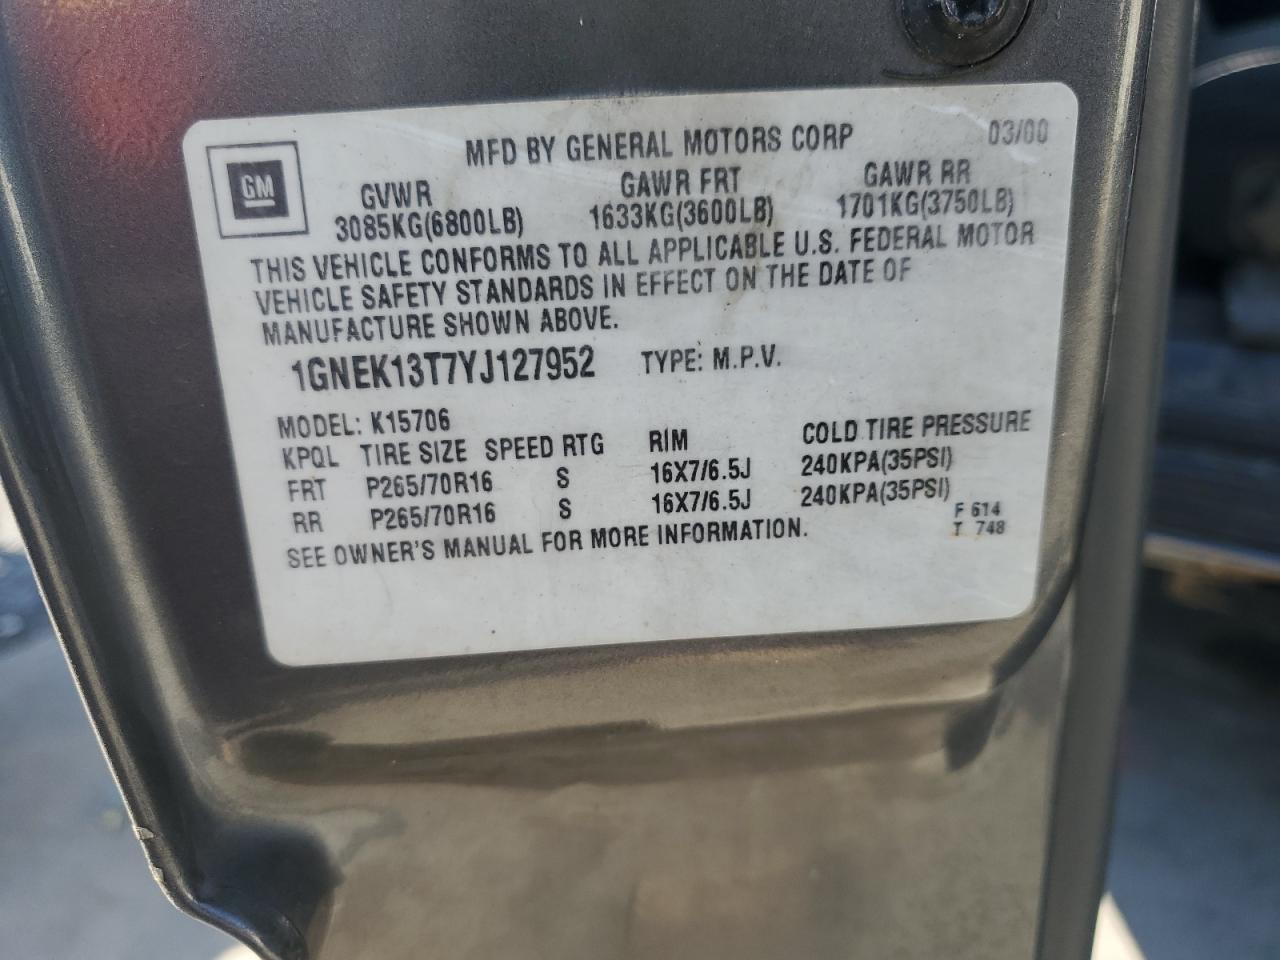 MFD BY GENERAL MOTORS CORP 03/00
GM
GVWR GAWR FRT GAWR RR
3085KG(6800LB) 1633KG(3600LB) 1701KG(3750LB)
THIS VEHICLE CONFORMS TO ALL APPLICABLE U.S. FEDERAL MOTOR
VEHICLE SAFETY STANDARDS IN EFFECT ON THE DATE OF
MANUFACTURE SHOWN ABOVE.
1GNEK13T7YJ127952 TYPE: M.P.V.
MODEL: K15706
KPQL TIRE SIZE SPEED RTG RIM COLD TIRE PRESSURE
FRT P265/70R16 S 16X7/6.5J 240KPA(35PSI)
RR P265/70R16 S 16X7/6.5J 240KPA(35PSI)
SEE OWNER'S MANUAL FOR MORE INFORMATION.
F 614
T 748